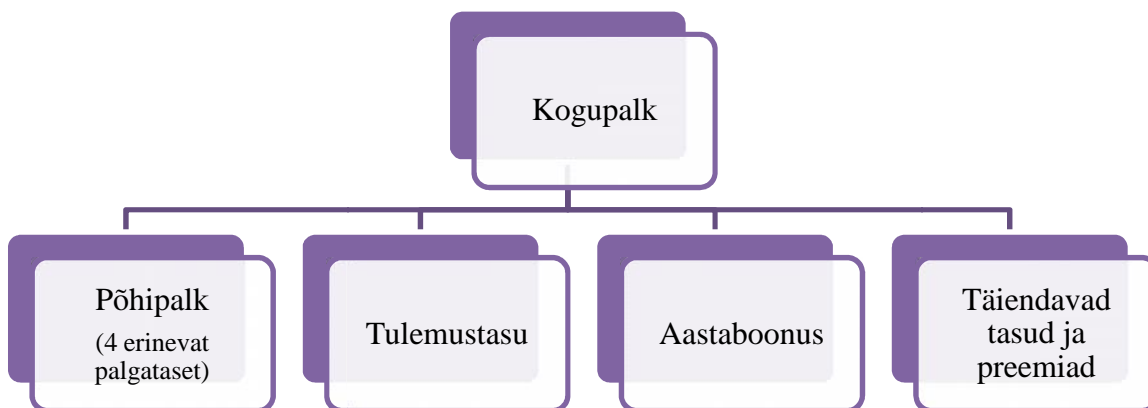 Kogupalk
Põhipalk
(4 erinevat
palgataset)
Tulemustasu
Aastaboonus
Täiendavad
tasud ja
preemiad